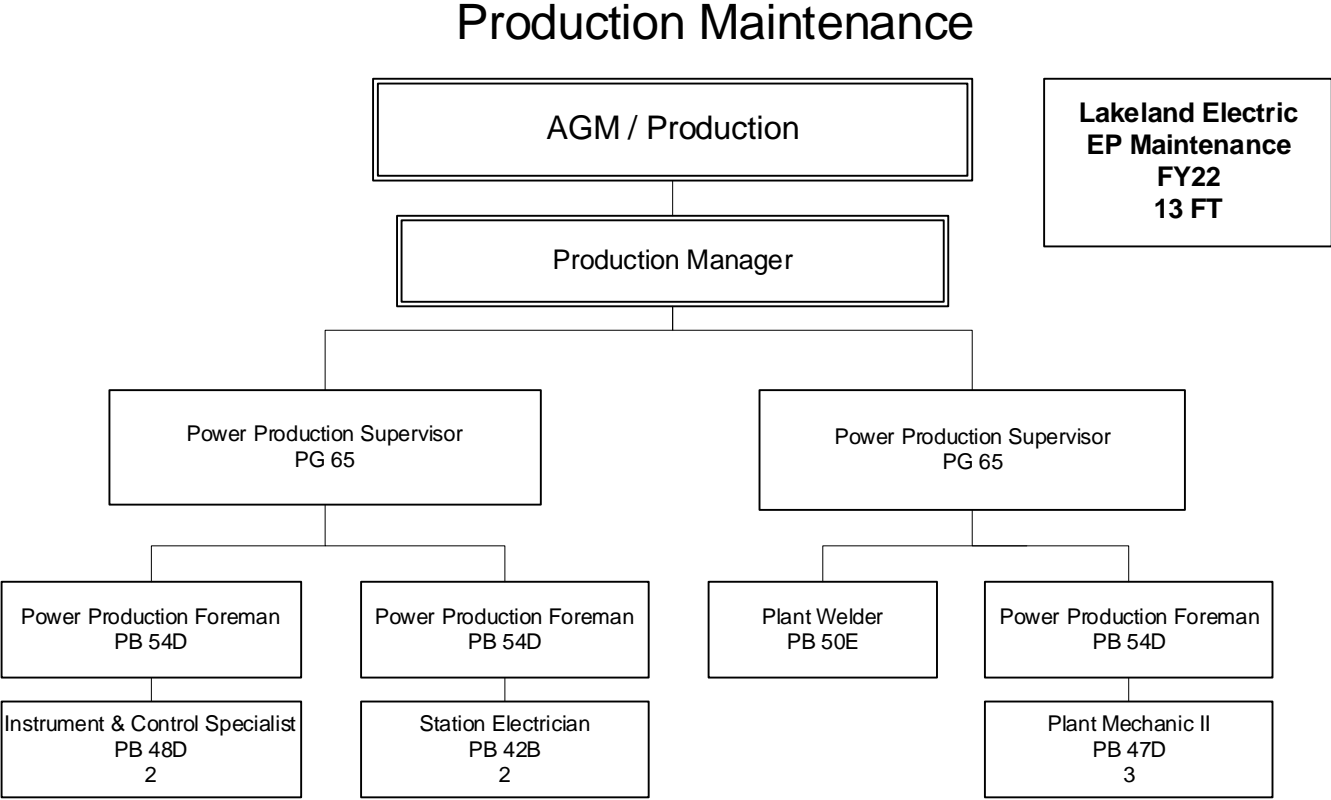 Production Maintenance
AGM / Production
Lakeland Electric
EP Maintenance
FY22
13 FT
Production Manager
Power Production Supervisor
PG 65
Power Production Supervisor
PG 65
Power Production Foreman
PB 54D
Power Production Foreman
PB 54D
Plant Welder
PB 50E
Power Production Foreman
PB 54D
Instrument & Control Specialist
PB 48D
2
Station Electrician
PB 42B
2
Plant Mechanic II
PB 47D
3